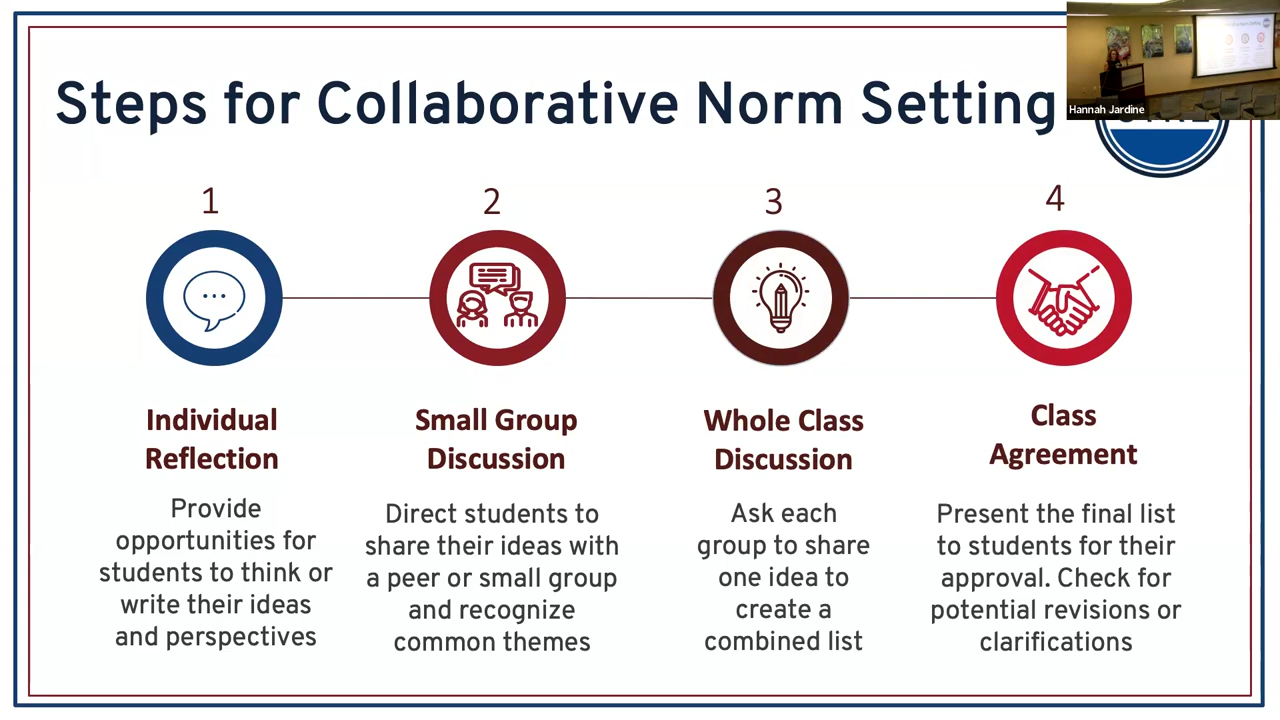 Steps for Collaborative Norm Setting
Hannah Jardine
1
2
3
4
Individual
Reflection
Provide
opportunities for
students to think or
write their ideas
and perspectives
Small Group
Discussion
Direct students to
share their ideas with
a peer or small group
and recognize
common themes
Whole Class
Discussion
Ask each
group to share
one idea to
create a
combined list
Class
Agreement
Present the final list
to students for their
approval. Check for
potential revisions or
clarifications